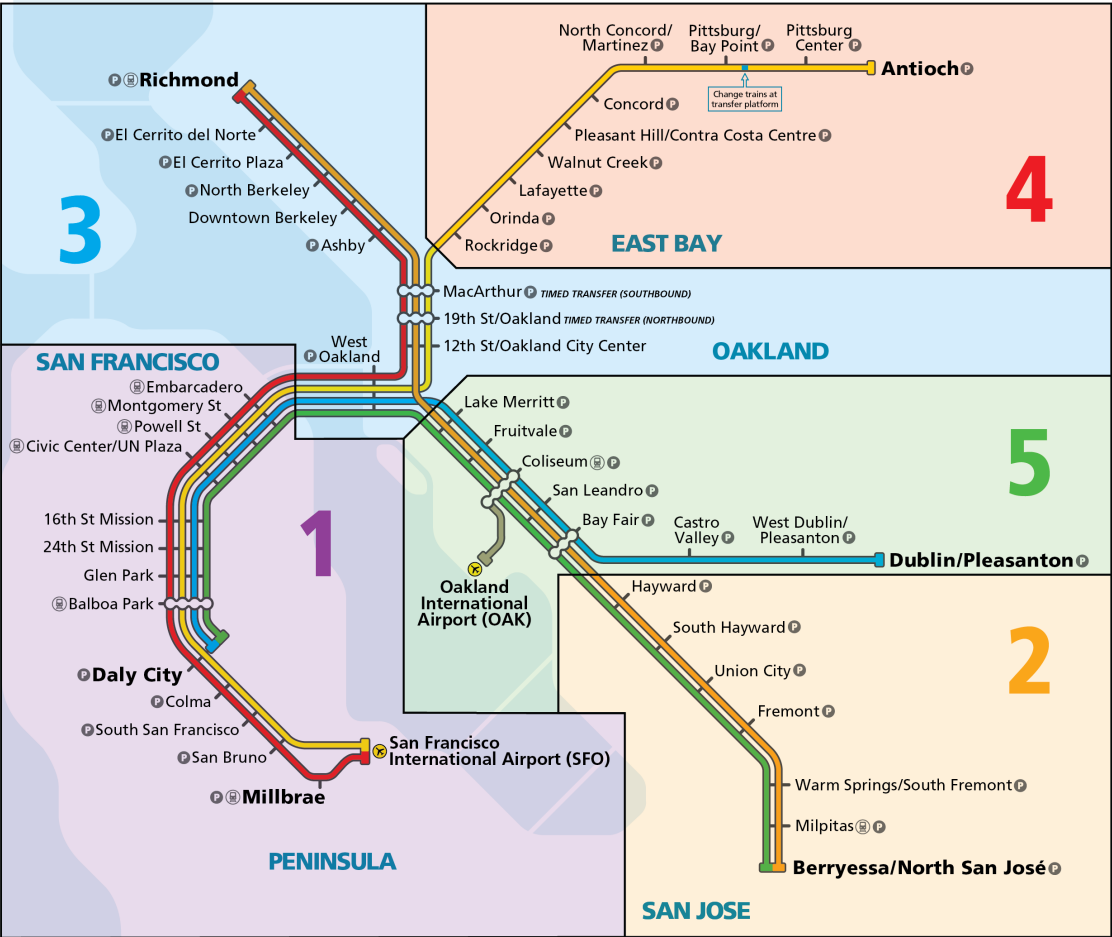 North Concord/
Martinez P
Pittsburg/
Bay Point P
Pittsburg
Center P
Antioch P
Change trains at
transfer platform
P Richmond
Concord P
P El Cerrito del Norte
Pleasant Hill/Contra Costa Centre P
P El Cerrito Plaza
Walnut Creek P
4
P North Berkeley
Lafayette P
3
Downtown Berkeley
Orinda P
P Ashby
Rockridge P
EAST BAY
MacArthur P TIMED TRANSFER (SOUTHBOUND)
19th St/Oakland TIMED TRANSFER (NORTHBOUND)
12th St/Oakland City Center
OAKLAND
West
P Oakland
SAN FRANCISCO
Embarcadero
Montgomery St
Powell St
Civic Center/UN Plaza
Lake Merritt P
Fruitvale P
Coliseum P
5
San Leandro P
Bay Fair P
Castro
Valley P
West Dublin/
Pleasanton P
Dublin/Pleasanton P
16th St Mission
24th St Mission
1
Glen Park
Balboa Park
Oakland
International
Airport (OAK)
Hayward P
South Hayward P
2
Union City P
Fremont P
P Daly City
P Colma
P South San Francisco
P San Bruno
San Francisco
International Airport (SFO)
P Millbrae
Warm Springs/South Fremont P
Milpitas P
Berryessa/North San José P
PENINSULA
SAN JOSE